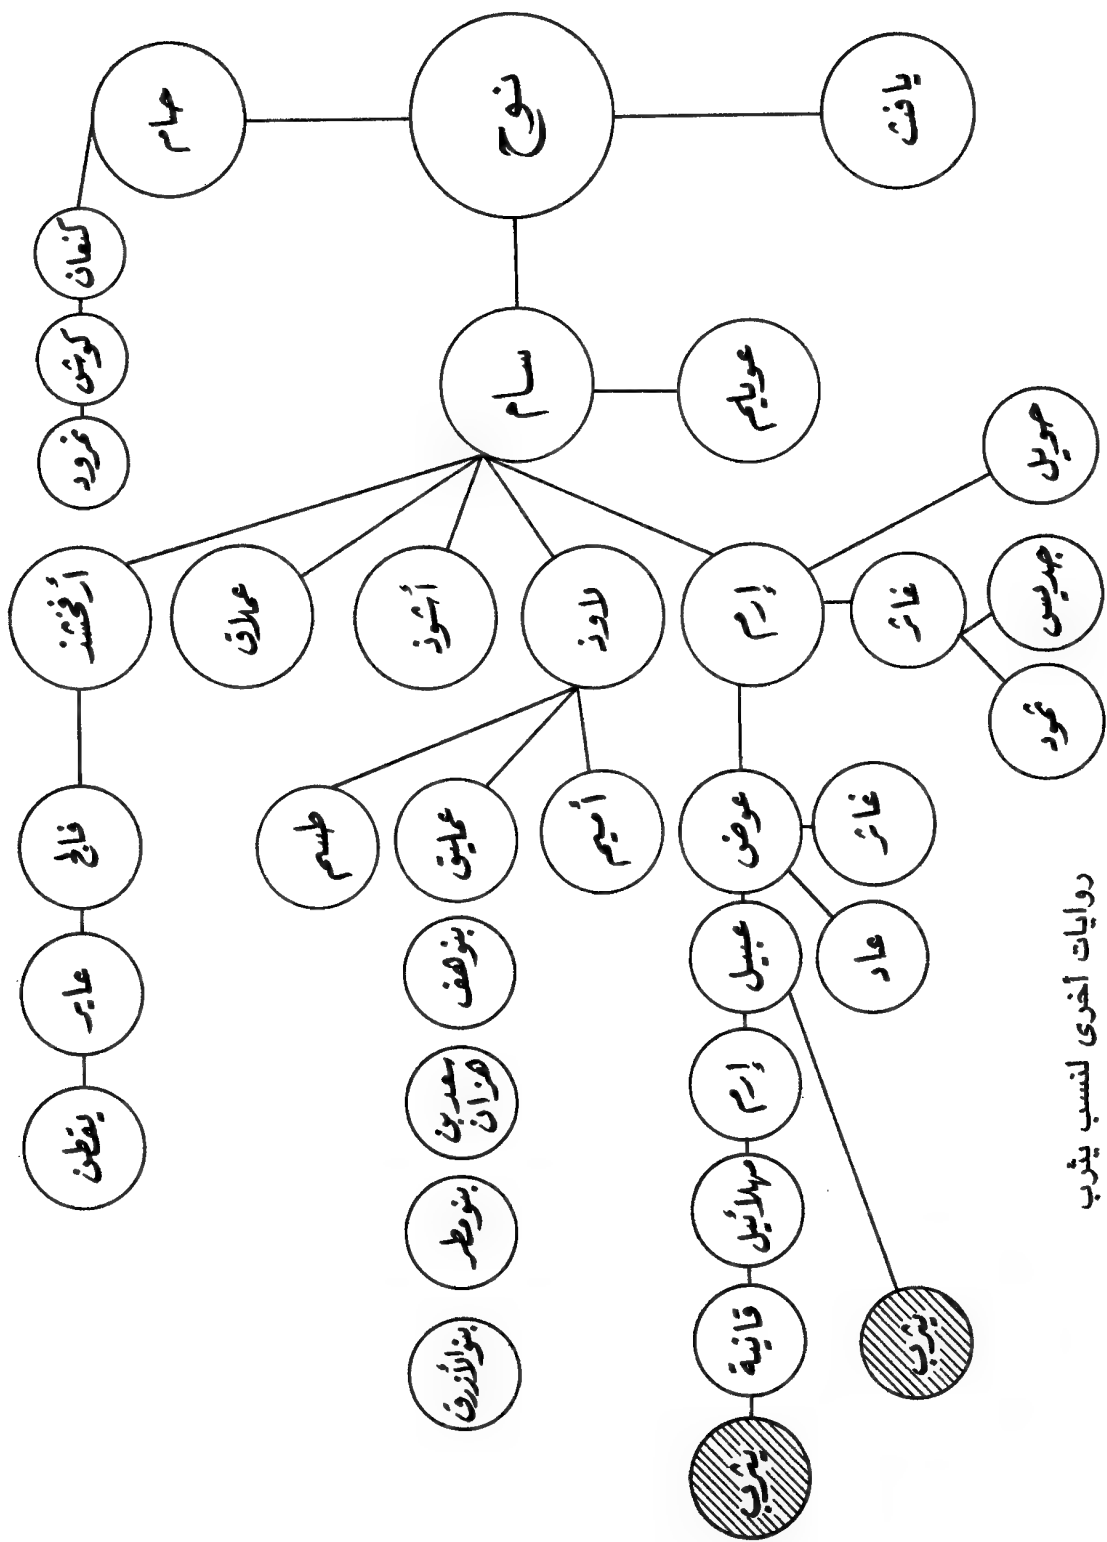 نوح
حام
يافث
كنعان
كوش
نمرود
سام
عويلم
أرفخشذ
عملاق
أشوذ
لاوذ
إرم
حويل
غاثر
جديس
ثمود
فالج
عابر
يقطن
طسم
عمليق
أميم
بنو هف
سعد بن
هزان
بنو مطر
بنو الأزرق
عوض
غاثر
عاد
عبيل
إرم
مهلائيل
قانية
يثرب
يثرب
روايات أخرى لنسب يثرب